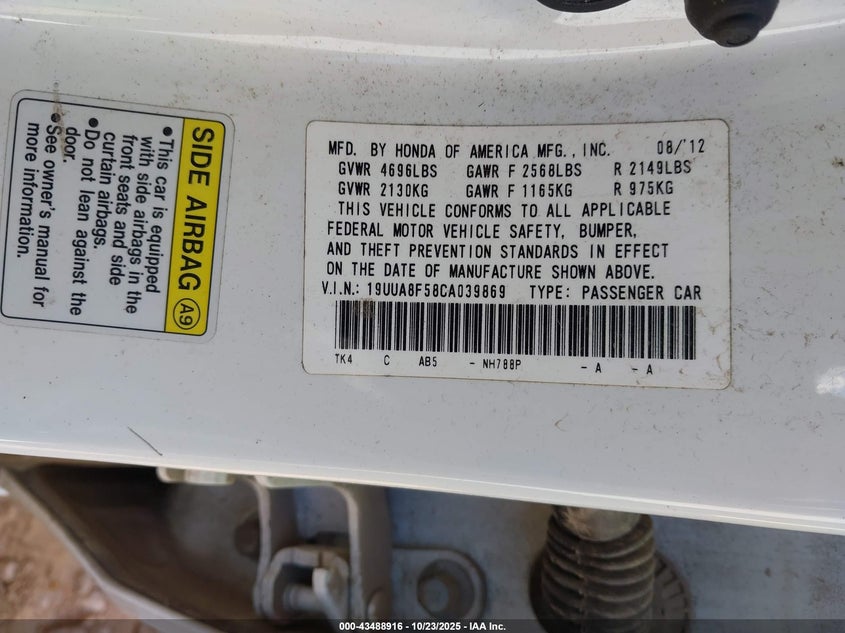 SIDE AIRBAG A9
•This car is equipped
with side airbags in the
front seats and side
curtain airbags.
•Do not lean against the
door.
•See owner's manual for
more information.
MFD. BY HONDA OF AMERICA MFG., INC. 08/'12
GVWR 4696LBS GAWR F 2568LBS R 2149LBS
GVWR 2130KG GAWR F 1165KG R 975KG
THIS VEHICLE CONFORMS TO ALL APPLICABLE
FEDERAL MOTOR VEHICLE SAFETY, BUMPER,
AND THEFT PREVENTION STANDARDS IN EFFECT
ON THE DATE OF MANUFACTURE SHOWN ABOVE.
V.I.N.: 19UUA8F58CA039869 TYPE: PASSENGER CAR
TK4 C AB5 - NH788P - A - A
000-43488916 - 10/23/2025 - IAA Inc.